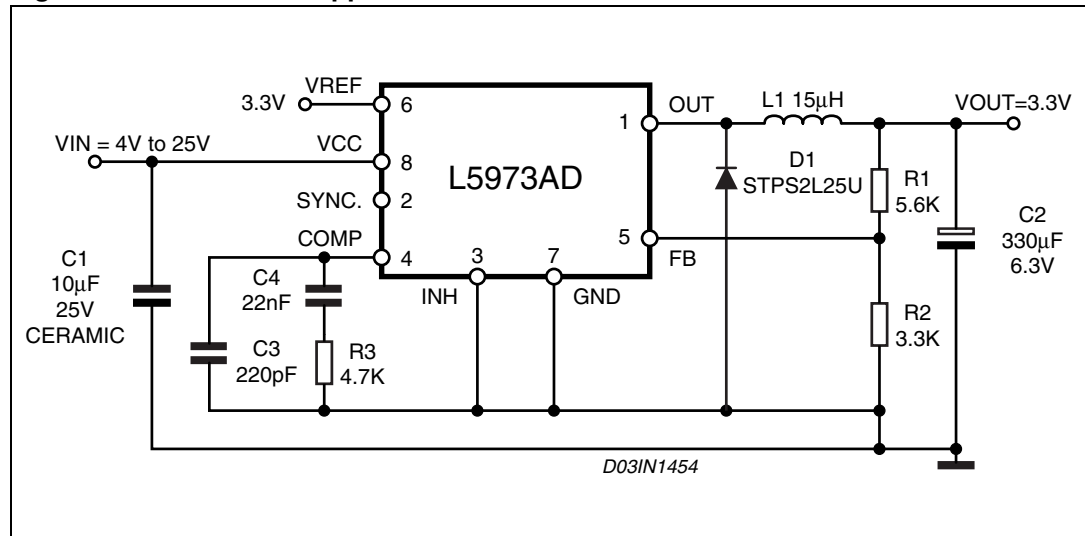 VREF
3.3V
6
VIN = 4V to 25V
VCC
8
SYNC.
2
COMP
4
L5973AD
1
OUT
L1 15μH
VOUT=3.3V
D1
STPS2L25U
R1
5.6K
5
FB
3
7
INH
GND
C1
10μF
25V
CERAMIC
C4
22nF
C3
220pF
R3
4.7K
R2
3.3K
C2
330μF
6.3V
D03IN1454